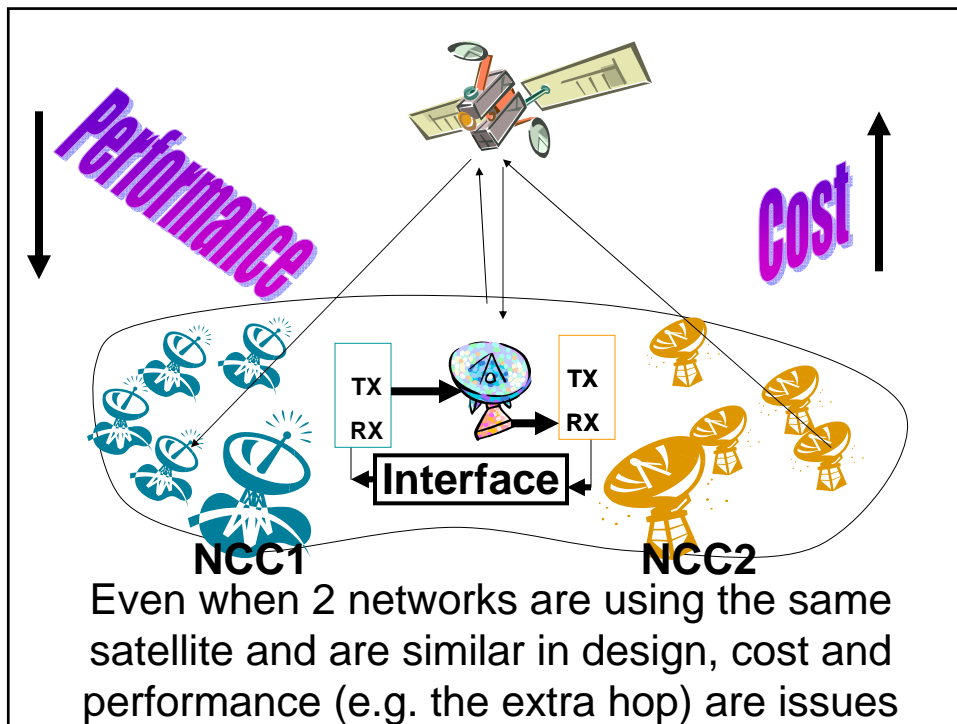 Performance
Cost
TX
RX
TX
RX
Interface
NCC1
NCC2
Even when 2 networks are using the same
satellite and are similar in design, cost and
performance (e.g. the extra hop) are issues